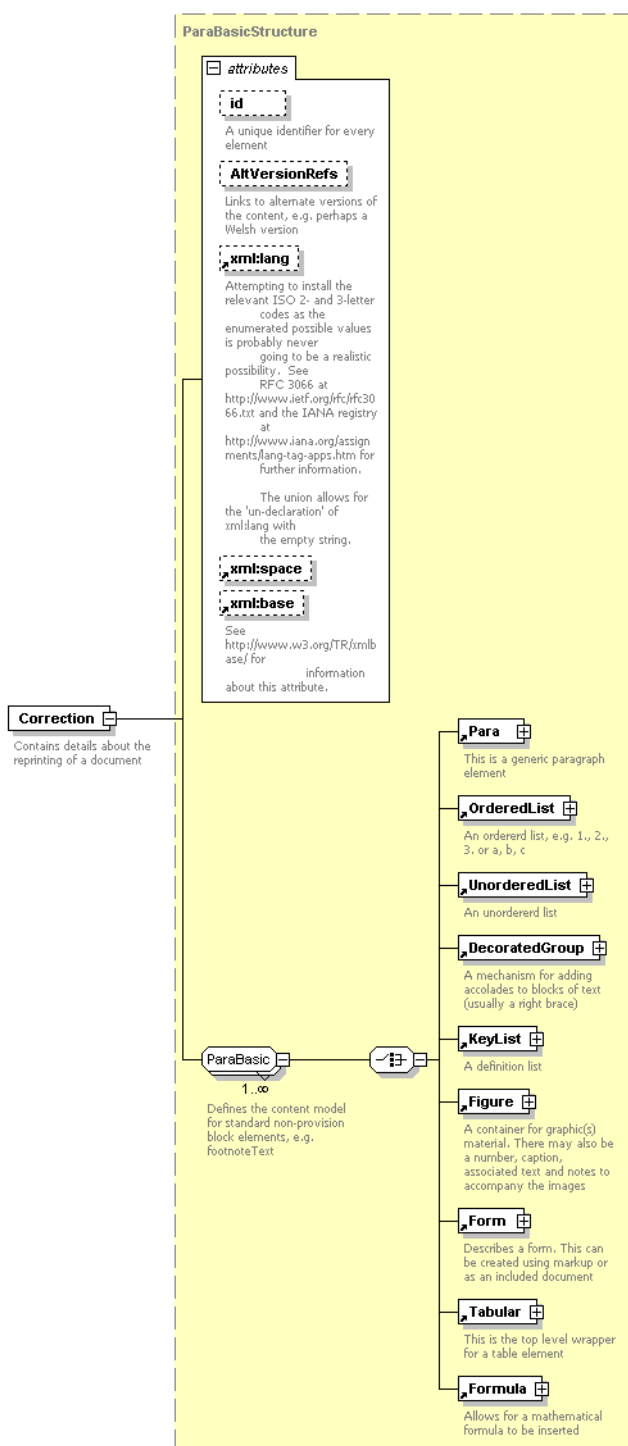 ParaBasicStructure
attributes
id
A unique identifier for every
element
AltVersionRefs
Links to alternate versions of
the content, e.g. perhaps a
Welsh version
xml:lang
Attempting to install the
relevant ISO 2- and 3-letter
codes as the
enumerated possible values
is probably never
going to be a realistic
possibility. See
RFC 3066 at
http://www.ietf.org/rfc/rfc30
66.txt and the IANA registry
at
http://www.iana.org/assign
ments/lang-tag-apps.htm for
further information.
The union allows for
the 'un-declaration' of
xml:lang with
the empty string.
xml:space
xml:base
See
http://www.w3.org/TR/xmlb
ase/ for
information
about this attribute.
Correction
Contains details about the
reprinting of a document
ParaBasic
1..∞
Defines the content model
for standard non-provision
block elements, e.g.
footnoteText
Para
This is a generic paragraph
element
OrderedList
An ordererd list, e.g. 1., 2.,
3. or a, b, c
UnorderedList
An unordererd list
DecoratedGroup
A mechanism for adding
accolades to blocks of text
(usually a right brace)
KeyList
A definition list
Figure
A container for graphic(s)
material. There may also be
a number, caption,
associated text and notes to
accompany the images
Form
Describes a form. This can
be created using markup or
as an included document
Tabular
This is the top level wrapper
for a table element
Formula
Allows for a mathematical
formula to be inserted